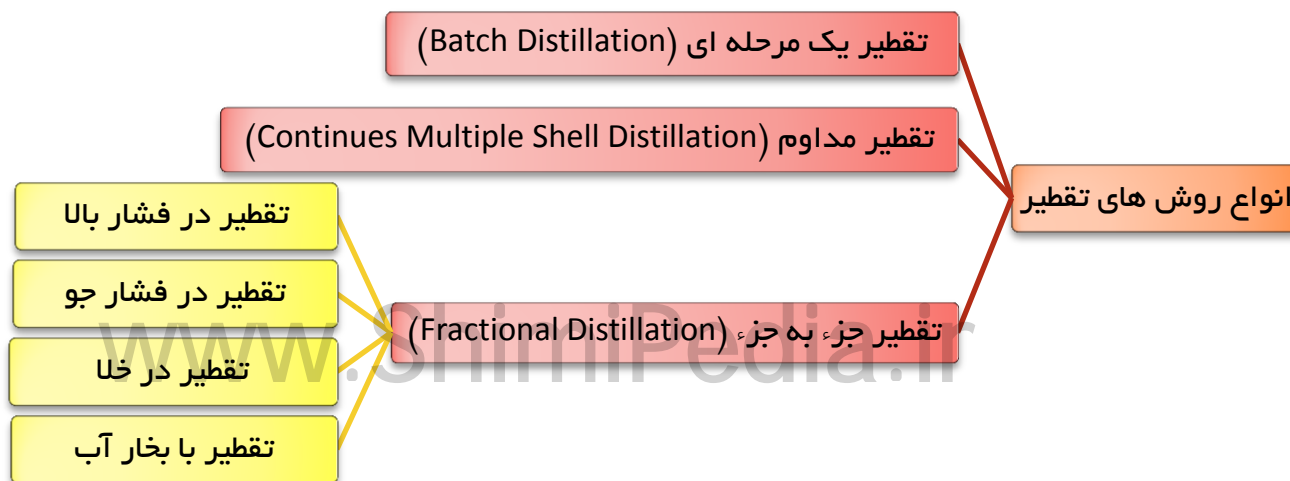 انواع روش های تقطیر
تقطیر یک مرحله ای (Batch Distillation)
تقطیر مداوم (Continues Multiple Shell Distillation)
تقطیر جزء به جزء (Fractional Distillation)
تقطیر در فشار بالا
تقطیر در فشار جو
تقطیر در خلا
تقطیر با بخار آب
www.ShimiPedia.ir